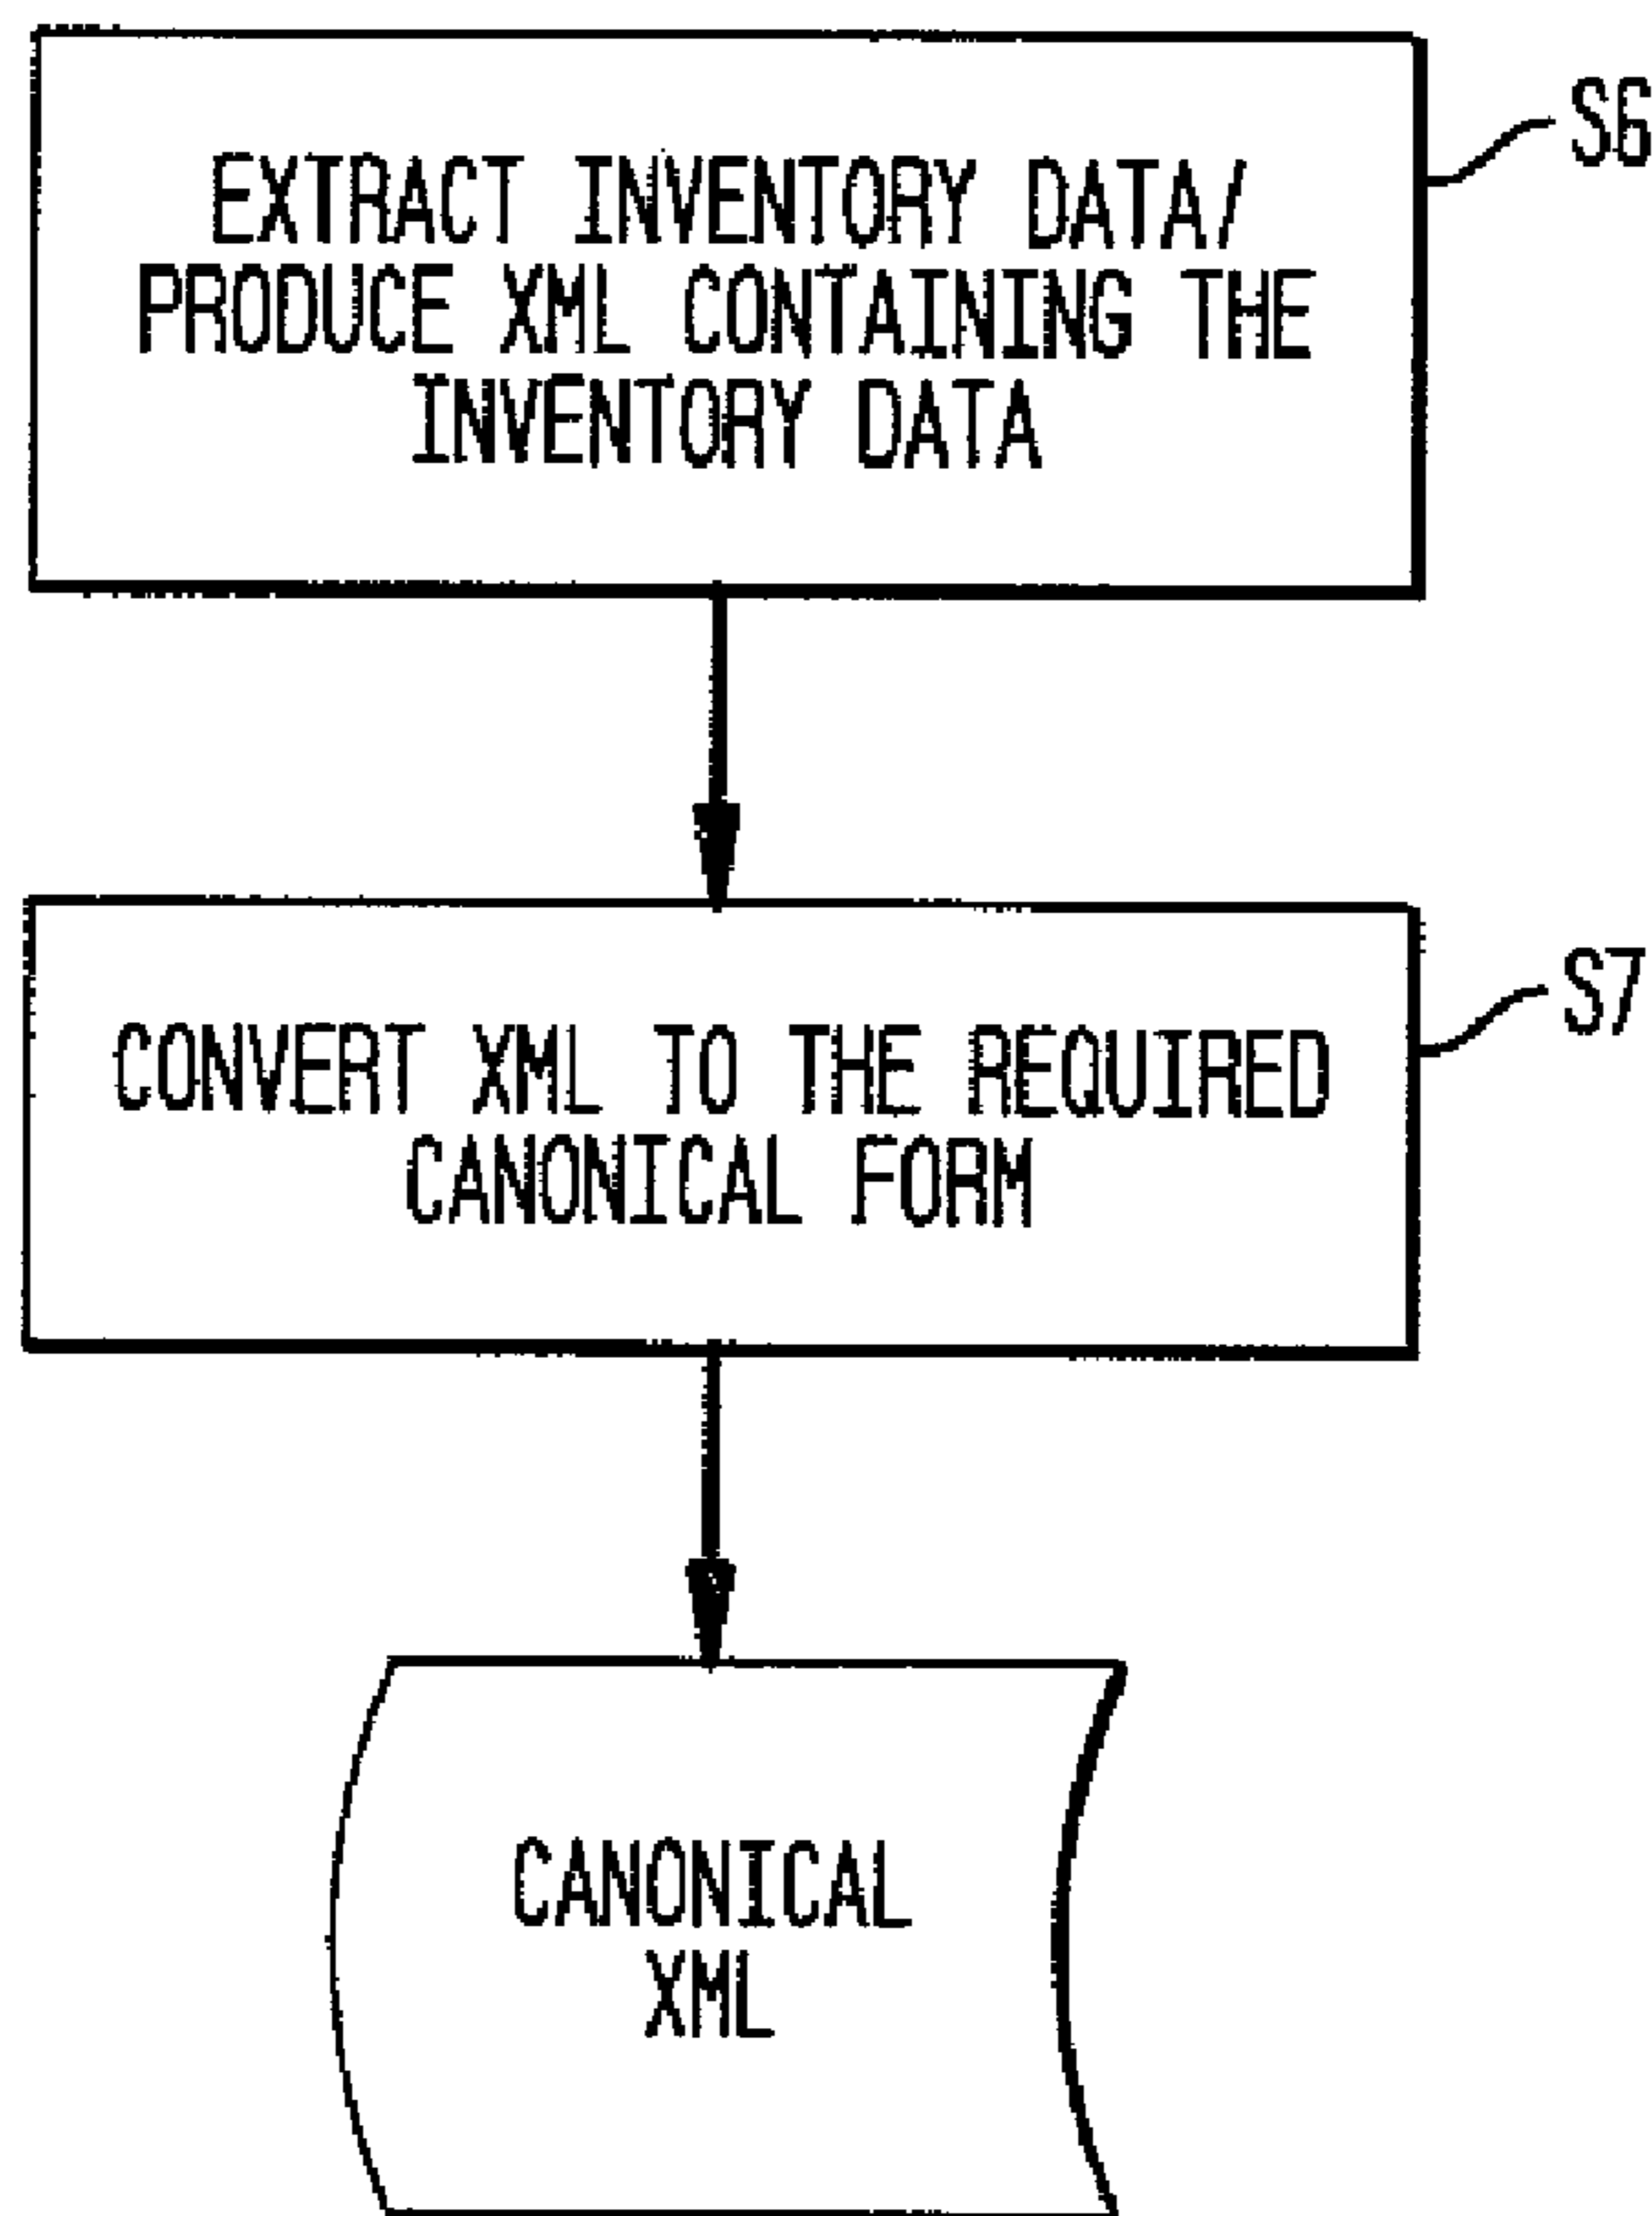 EXTRACT INVENTORY DATA/
PRODUCE XML CONTAINING THE
INVENTORY DATA
S6
CONVERT XML TO THE REQUIRED
CANONICAL FORM
S7
CANONICAL
XML